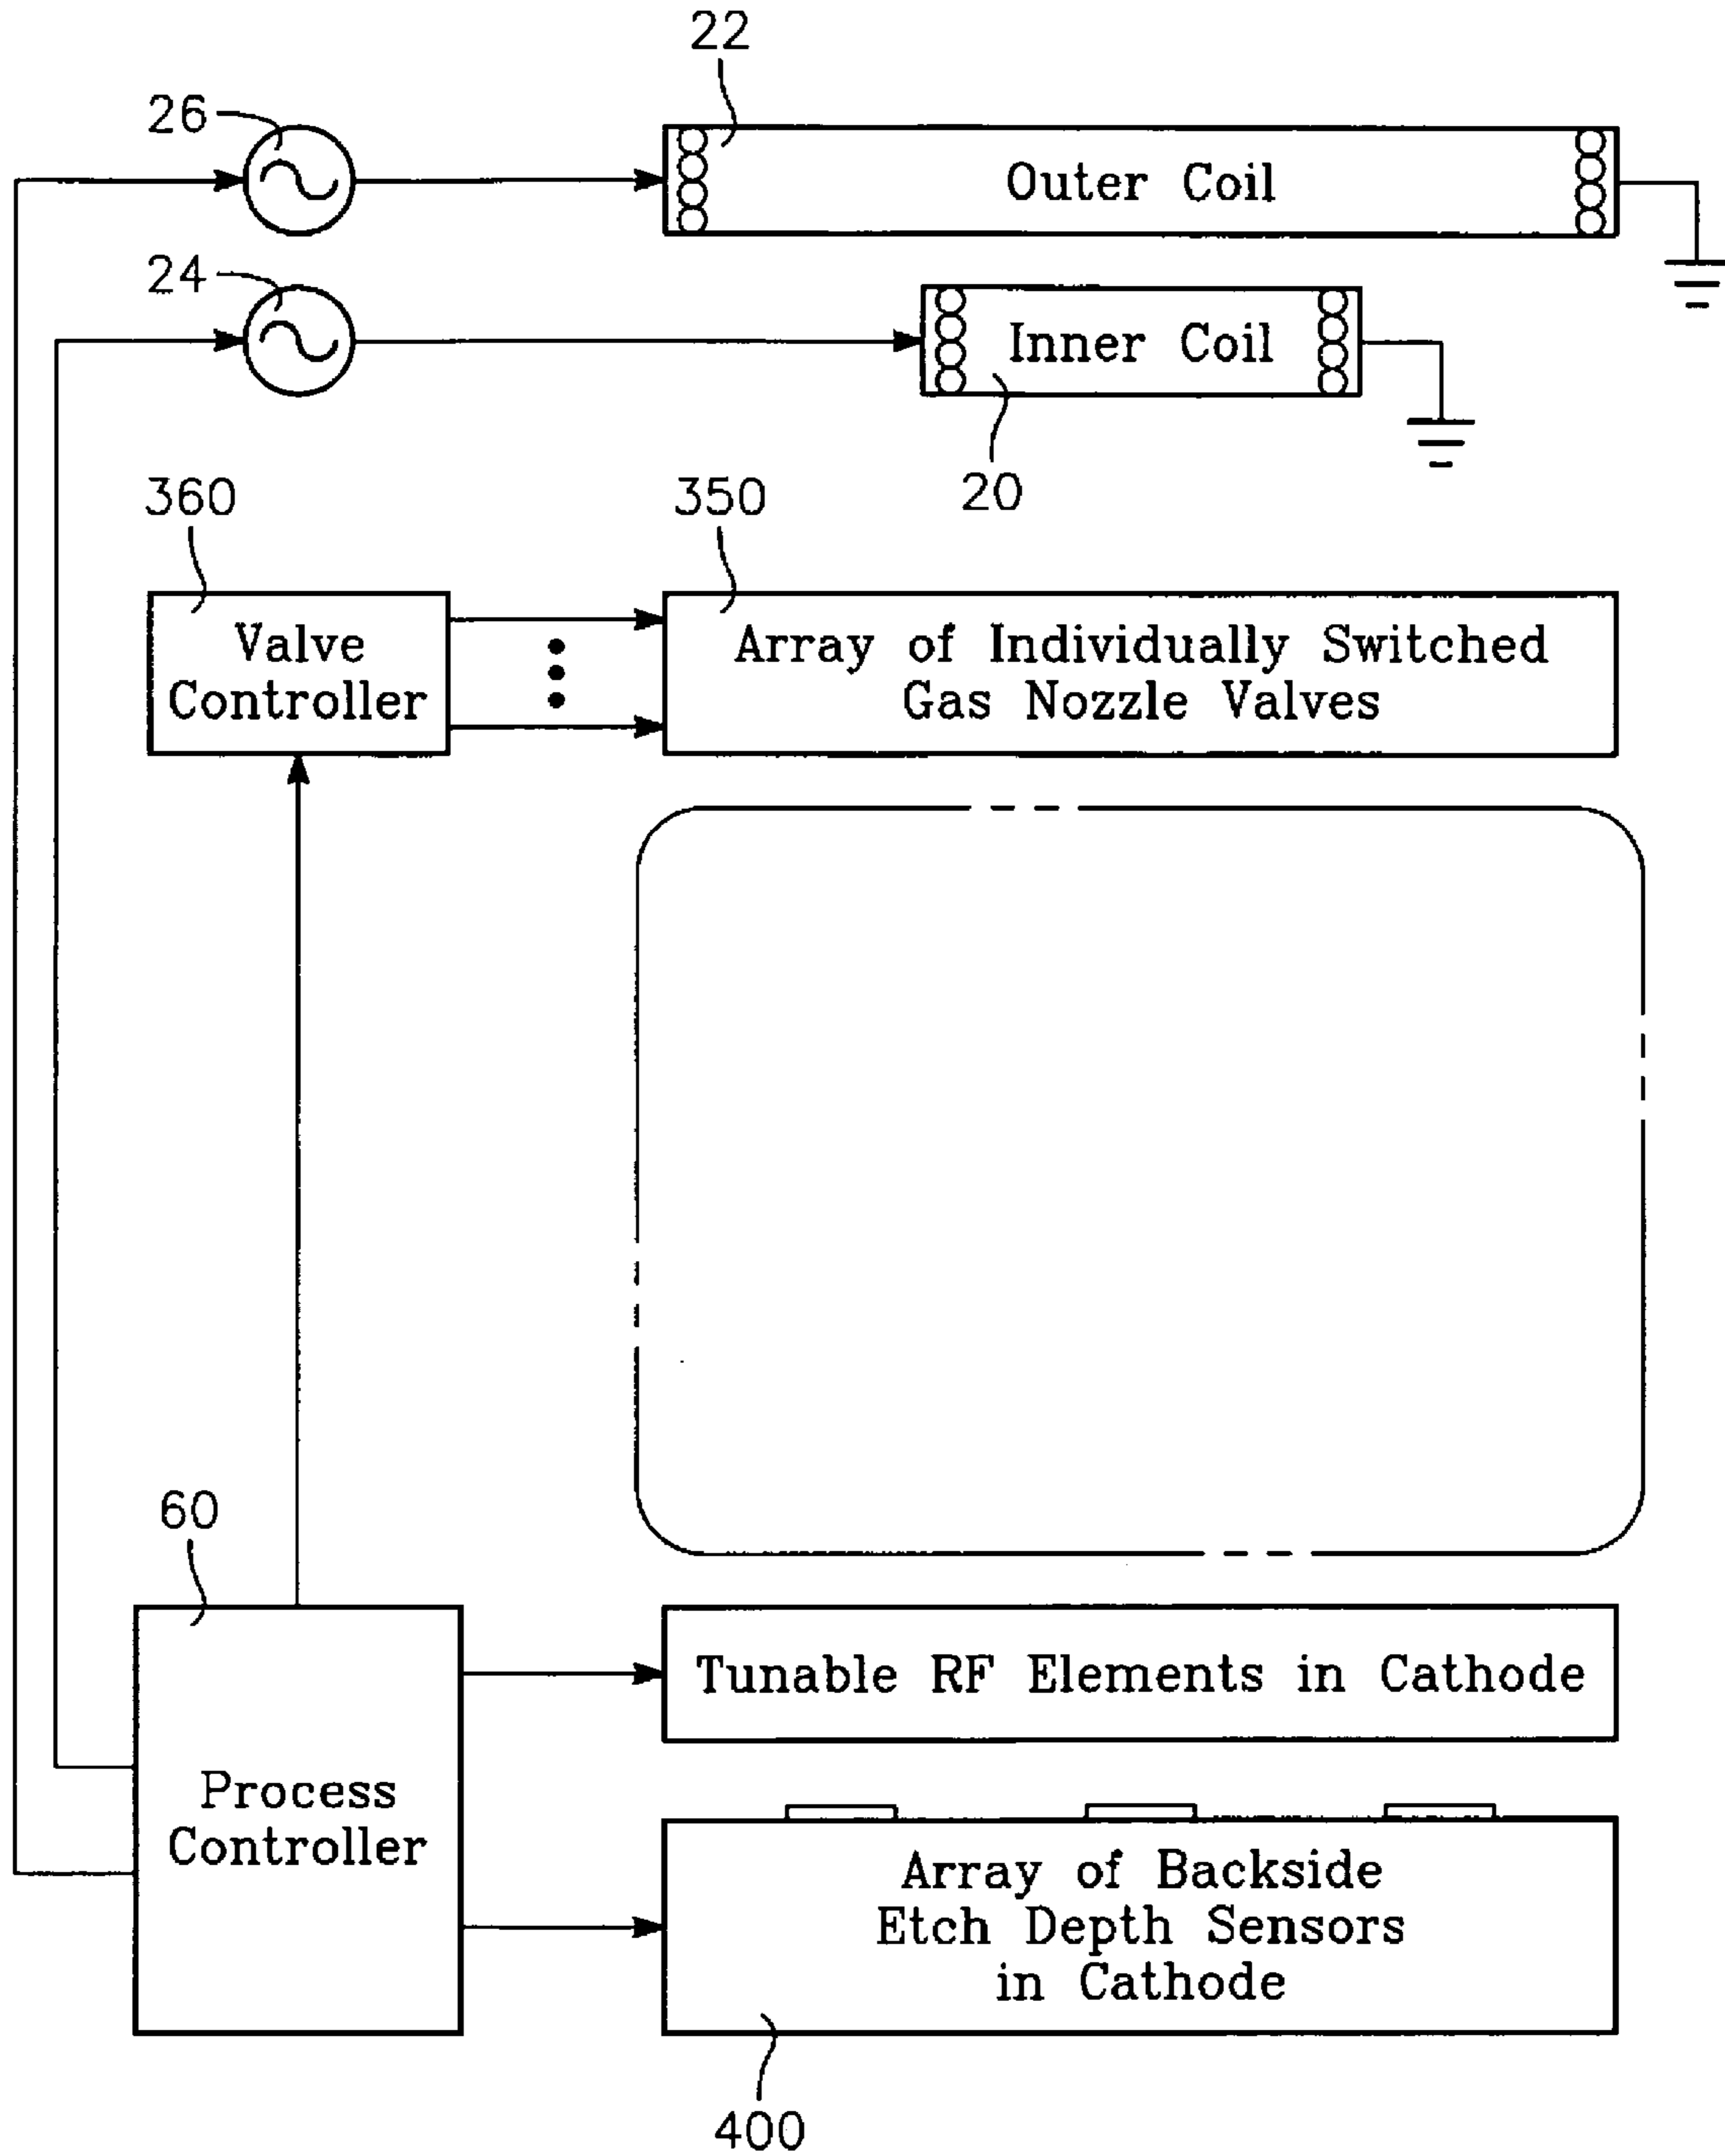 22
26
Outer Coil
24
Inner Coil
20
360
350
Valve
Controller
Array of Individually Switched
Gas Nozzle Valves
60
Tunable RF Elements in Cathode
Process
Controller
Array of Backside
Etch Depth Sensors
in Cathode
400